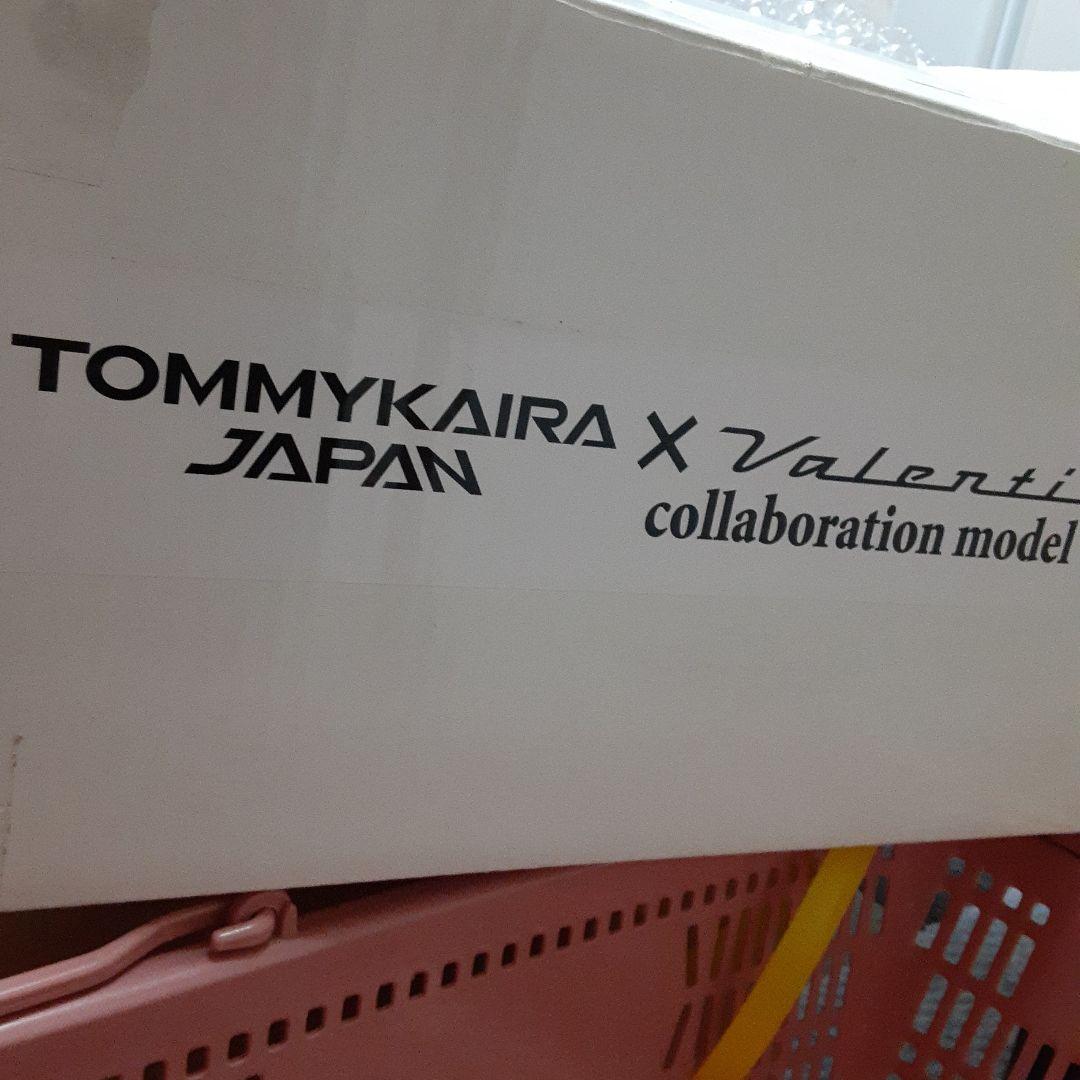 TOMMYKAIRA X Valenti
JAPAN
collaboration model